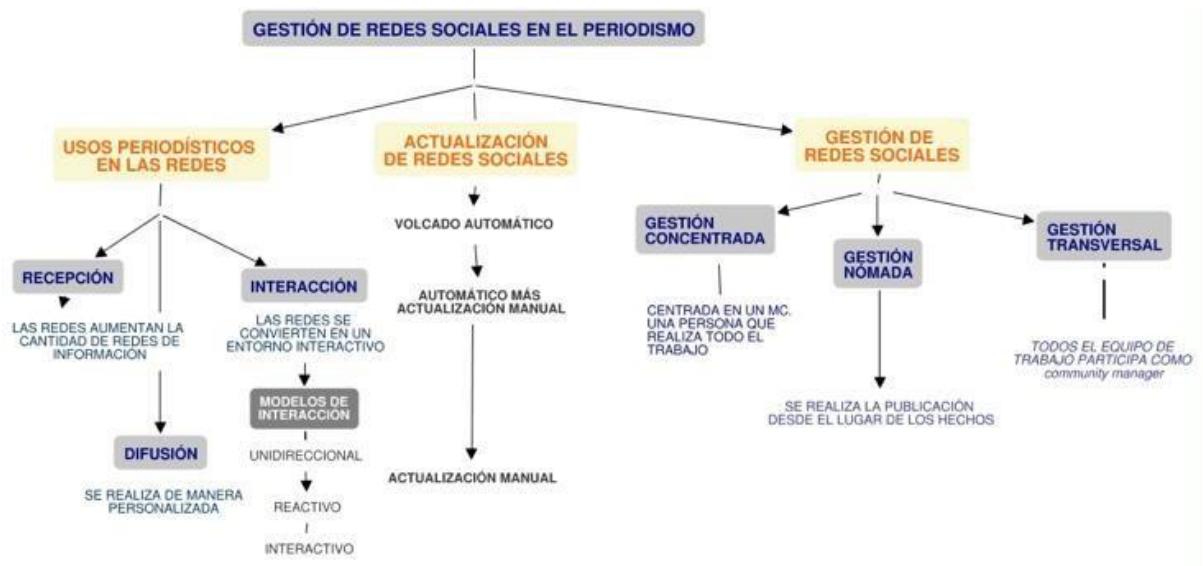 GESTIÓN DE REDES SOCIALES EN EL PERIODISMO
USOS PERIODÍSTICOS
EN LAS REDES
RECEPCIÓN
LAS REDES AUMENTAN LA
CANTIDAD DE REDES DE
INFORMACIÓN
DIFUSIÓN
SE REALIZA DE MANERA
PERSONALIZADA
INTERACCIÓN
LAS REDES SE
CONVIERTEN EN UN
ENTORNO INTERACTIVO
MODELOS DE
INTERACCIÓN
UNIDIRECCIONAL
REACTIVO
INTERACTIVO
ACTUALIZACIÓN
DE REDES SOCIALES
VOLCADO AUTOMÁTICO
AUTOMÁTICO MÁS
ACTUALIZACIÓN MANUAL
ACTUALIZACIÓN MANUAL
GESTIÓN DE
REDES SOCIALES
GESTIÓN
CONCENTRADA
CENTRADA EN UN MC.
UNA PERSONA QUE
REALIZA TODO EL
TRABAJO
GESTIÓN
NÓMADA
SE REALIZA LA PUBLICACIÓN
DESDE EL LUGAR DE LOS HECHOS
GESTIÓN
TRANSVERSAL
TODOS EL EQUIPO DE
TRABAJO PARTICIPA COMO
community manager